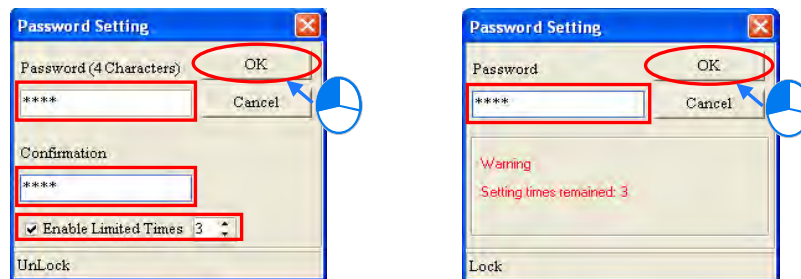 Password Setting
Password (4 Characters)
OK
****
Cancel
Confirmation
****
Enable Limited Times 3
UnLock
Password Setting
Password
OK
****
Cancel
Warning
Setting times remained: 3
Lock